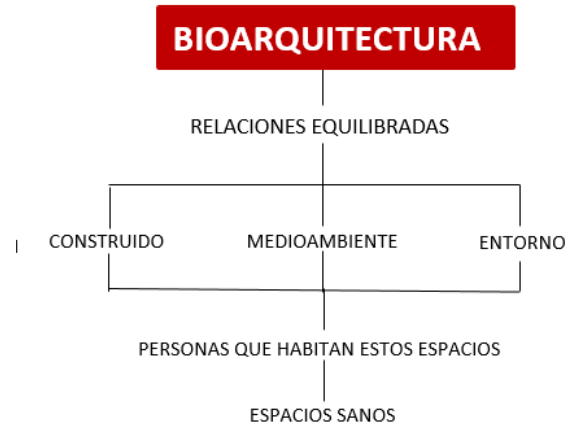 BIOARQUITECTURA
RELACIONES EQUILIBRADAS
CONSTRUIDO MEDIOAMBIENTE ENTORNO
PERSONAS QUE HABITAN ESTOS ESPACIOS
ESPACIOS SANOS